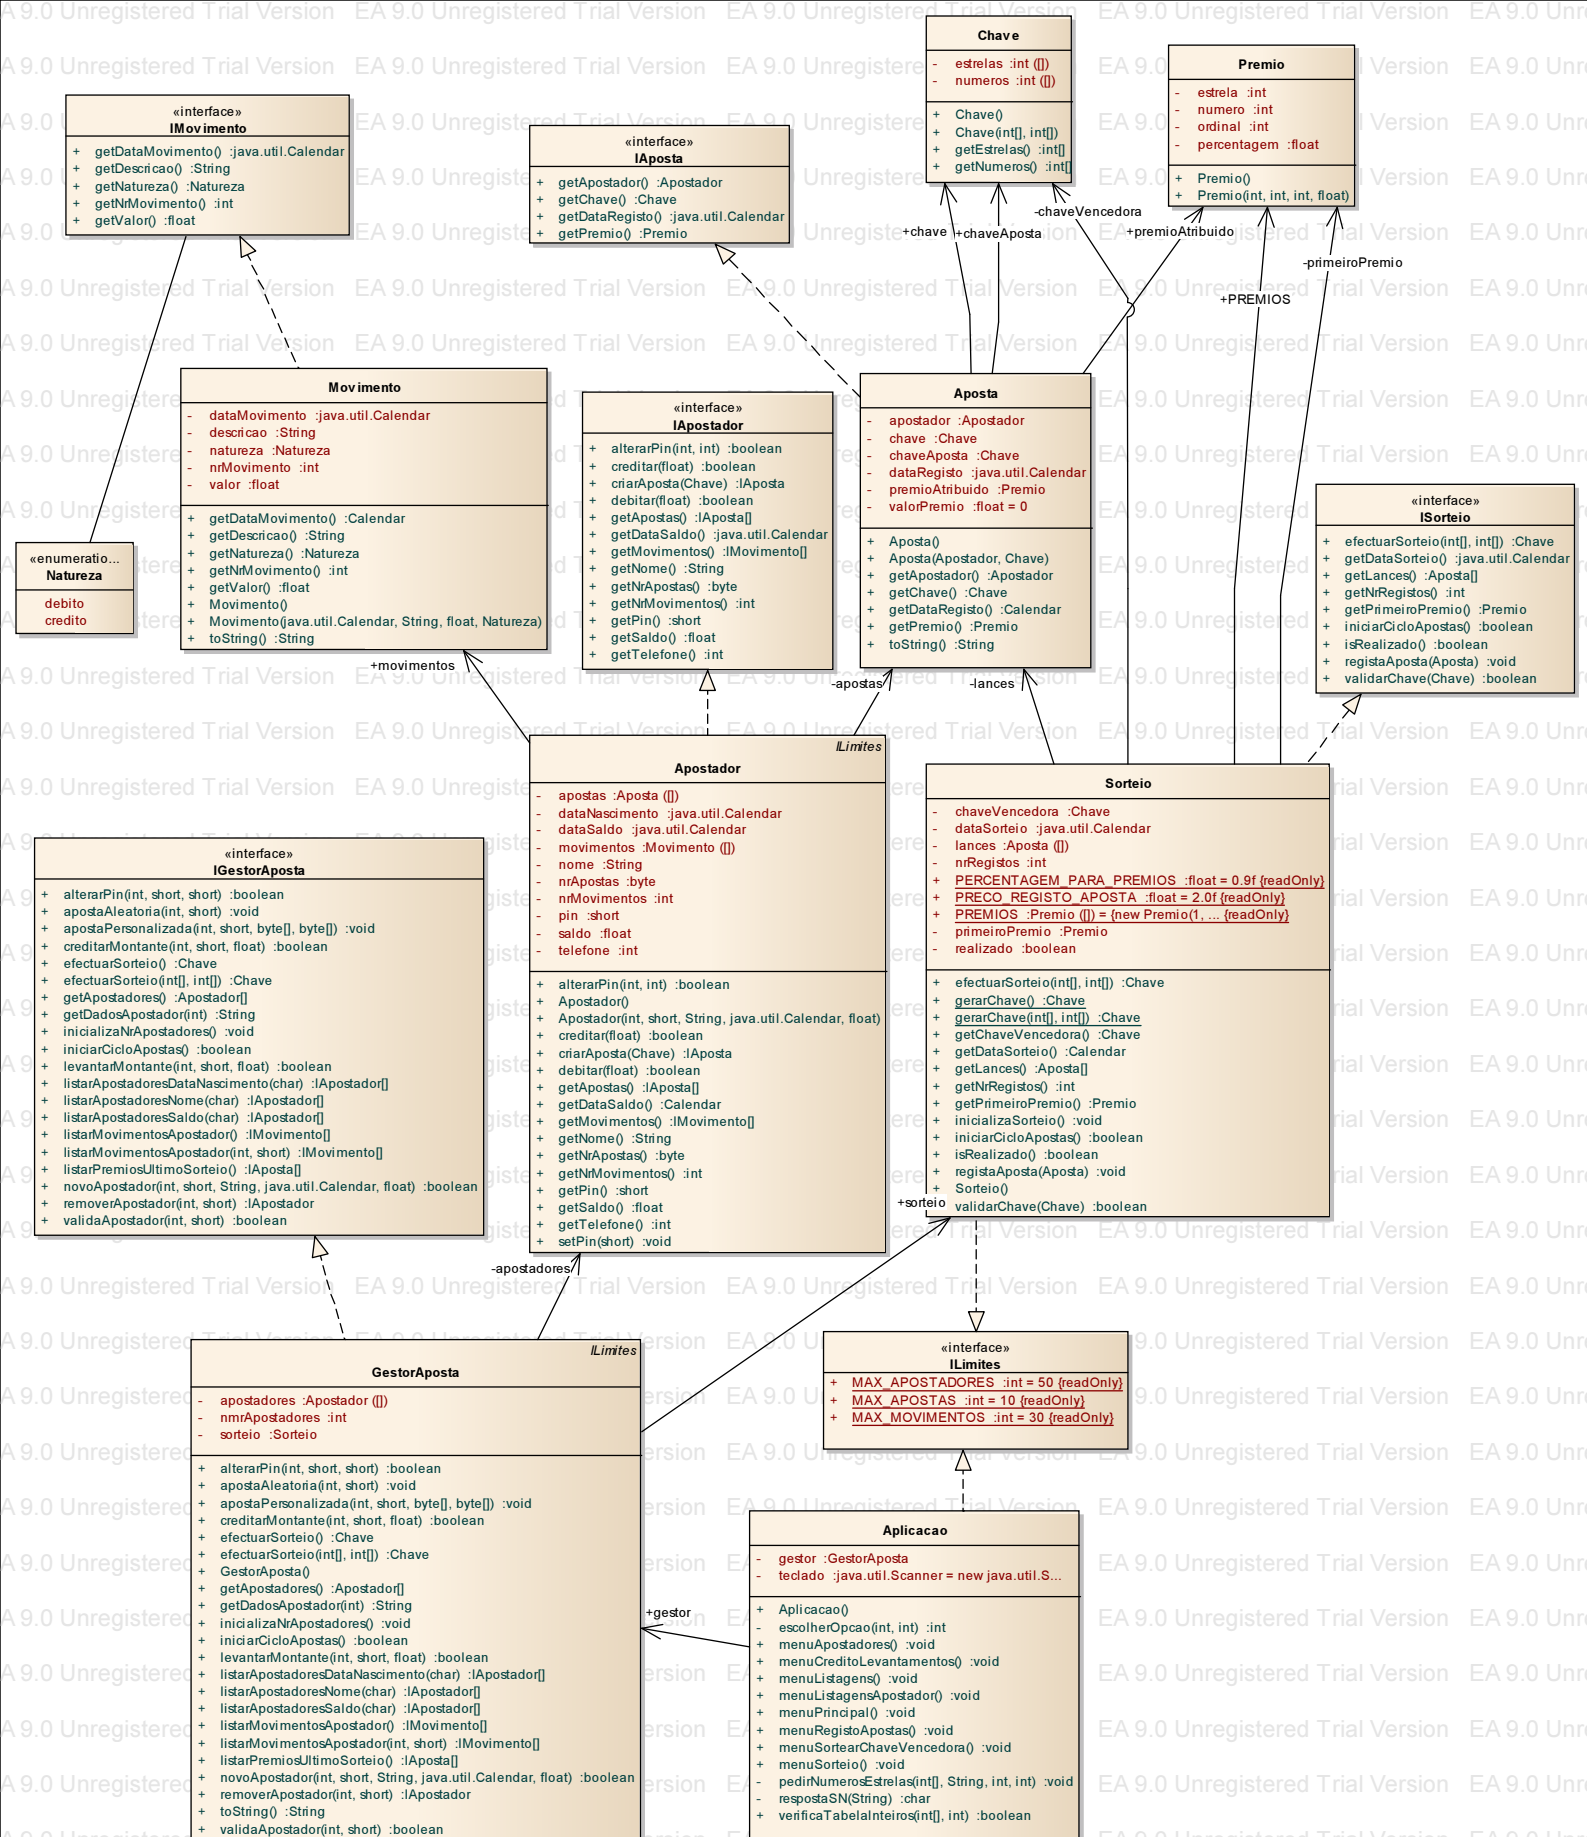 Chave
- estrelas :int ([])
- numeros :int ([])
+ Chave()
+ Chave(int[], int[])
+ getEstrelas() :int[]
+ getNumeros() :int[]
Premio
- estrela :int
- numero :int
- ordinal :int
- percentagem :float
+ Premio()
+ Premio(int, int, int, float)
«interface»
IMovimento
+ getDataMovimento() :java.util.Calendar
+ getDescricao() :String
+ getNatureza() :Natureza
+ getNrMovimento() :int
+ getValor() :float
«interface»
IAposta
+ getApostador() :Apostador
+ getChave() :Chave
+ getDataRegisto() :java.util.Calendar
+ getPremio() :Premio
-chaveVencedora
+chave
+chaveAposta
+premioAtribuido
-primeiroPremio
+PREMIOS
Movimento
- dataMovimento :java.util.Calendar
- descricao :String
- natureza :Natureza
- nrMovimento :int
- valor :float
+ getDataMovimento() :Calendar
+ getDescricao() :String
+ getNatureza() :Natureza
+ getNrMovimento() :int
+ getValor() :float
+ Movimento()
+ Movimento(java.util.Calendar, String, float, Natureza)
+ toString() :String
«enumeratio...
Natureza
debito
credito
«interface»
IApostador
+ alterarPin(int, int) :boolean
+ creditar(float) :boolean
+ criarAposta(Chave) :IAposta
+ debitar(float) :boolean
+ getApostas() :IAposta[]
+ getDataSaldo() :java.util.Calendar
+ getMovimentos() :IMovimento[]
+ getNome() :String
+ getNrApostas() :byte
+ getNrMovimentos() :int
+ getPin() :short
+ getSaldo() :float
+ getTelefone() :int
Aposta
- apostador :Apostador
- chave :Chave
- chaveAposta :Chave
- dataRegisto :java.util.Calendar
- premioAtribuido :Premio
- valorPremio :float = 0
+ Aposta()
+ Aposta(Apostador, Chave)
+ getApostador() :Apostador
+ getChave() :Chave
+ getDataRegisto() :Calendar
+ getPremio() :Premio
+ toString() :String
«interface»
ISorteio
+ efectuarSorteio(int[], int[]) :Chave
+ getDataSorteio() :java.util.Calendar
+ getLances() :Aposta[]
+ getNrRegistos() :int
+ getPrimeiroPremio() :Premio
+ iniciarCicloApostas() :boolean
+ isRealizado() :boolean
+ registaAposta(Aposta) :void
+ validarChave(Chave) :boolean
+movimentos
-apostas
-lances
ILimites
Apostador
- apostas :Aposta ([])
- dataNascimento :java.util.Calendar
- dataSaldo :java.util.Calendar
- movimentos :Movimento ([])
- nome :String
- nrApostas :byte
- nrMovimentos :int
- pin :short
- saldo :float
- telefone :int
+ alterarPin(int, int) :boolean
+ Apostador()
+ Apostador(int, short, String, java.util.Calendar, float)
+ creditar(float) :boolean
+ criarAposta(Chave) :IAposta
+ debitar(float) :boolean
+ getApostas() :IAposta[]
+ getDataSaldo() :Calendar
+ getMovimentos() :IMovimento[]
+ getNome() :String
+ getNrApostas() :byte
+ getNrMovimentos() :int
+ getPin() :short
+ getSaldo() :float
+ getTelefone() :int
+ setPin(short) :void
Sorteio
- chaveVencedora :Chave
- dataSorteio :java.util.Calendar
- lances :Aposta ([])
- nrRegistos :int
+ PERCENTAGEM_PARA_PREMIOS :float = 0.9f {readOnly}
+ PRECO_REGISTO_APOSTA :float = 2.0f {readOnly}
+ PREMIOS :Premio ([]) = {new Premio(1, ... {readOnly}
- primeiroPremio :Premio
- realizado :boolean
+ efectuarSorteio(int[], int[]) :Chave
+ gerarChave() :Chave
+ gerarChave(int[], int[]) :Chave
+ getChaveVencedora() :Chave
+ getDataSorteio() :Calendar
+ getLances() :Aposta[]
+ getNrRegistos() :int
+ getPrimeiroPremio() :Premio
+ inicializaSorteio() :void
+ iniciarCicloApostas() :boolean
+ isRealizado() :boolean
+ registaAposta(Aposta) :void
+ Sorteio()
validarChave(Chave) :boolean
+sorteio
«interface»
IGestorAposta
+ alterarPin(int, short, short) :boolean
+ apostaAleatoria(int, short) :void
+ apostaPersonalizada(int, short, byte[], byte[]) :void
+ creditarMontante(int, short, float) :boolean
+ efectuarSorteio() :Chave
+ efectuarSorteio(int[], int[]) :Chave
+ getApostadores() :Apostador[]
+ getDadosApostador(int) :String
+ inicializaNrApostadores() :void
+ iniciarCicloApostas() :boolean
+ levantarMontante(int, short, float) :boolean
+ listarApostadoresDataNascimento(char) :IApostador[]
+ listarApostadoresNome(char) :IApostador[]
+ listarApostadoresSaldo(char) :IApostador[]
+ listarMovimentosApostador() :IMovimento[]
+ listarMovimentosApostador(int, short) :IMovimento[]
+ listarPremiosUltimoSorteio() :IAposta[]
+ novoApostador(int, short, String, java.util.Calendar, float) :boolean
+ removerApostador(int, short) :IApostador
+ validaApostador(int, short) :boolean
-apostadores
ILimites
GestorAposta
- apostadores :Apostador ([])
- nmrApostadores :int
- sorteio :Sorteio
+ alterarPin(int, short, short) :boolean
+ apostaAleatoria(int, short) :void
+ apostaPersonalizada(int, short, byte[], byte[]) :void
+ creditarMontante(int, short, float) :boolean
+ efectuarSorteio() :Chave
+ efectuarSorteio(int[], int[]) :Chave
+ GestorAposta()
+ getApostadores() :Apostador[]
+ getDadosApostador(int) :String
+ inicializaNrApostadores() :void
+ iniciarCicloApostas() :boolean
+ levantarMontante(int, short, float) :boolean
+ listarApostadoresDataNascimento(char) :IApostador[]
+ listarApostadoresNome(char) :IApostador[]
+ listarApostadoresSaldo(char) :IApostador[]
+ listarMovimentosApostador() :IMovimento[]
+ listarMovimentosApostador(int, short) :IMovimento[]
+ listarPremiosUltimoSorteio() :IAposta[]
+ novoApostador(int, short, String, java.util.Calendar, float) :boolean
+ removerApostador(int, short) :IApostador
+ toString() :String
+ validaApostador(int, short) :boolean
«interface»
ILimites
+ MAX_APOSTADORES :int = 50 {readOnly}
+ MAX_APOSTAS :int = 10 {readOnly}
+ MAX_MOVIMENTOS :int = 30 {readOnly}
+gestor
Aplicacao
- gestor :GestorAposta
- teclado :java.util.Scanner = new java.util.S...
+ Aplicacao()
- escolherOpcao(int, int) :int
+ menuApostadores() :void
+ menuCreditoLevantamentos() :void
+ menuListagens() :void
+ menuListagensApostador() :void
+ menuPrincipal() :void
+ menuRegistoApostas() :void
+ menuSortearChaveVencedora() :void
+ menuSorteio() :void
- pedirNumerosEstrelas(int[], String, int, int) :void
- respostaSN(String) :char
+ verificaTabelaInteiros(int[], int) :boolean
EA 9.0 Unregistered Trial Version